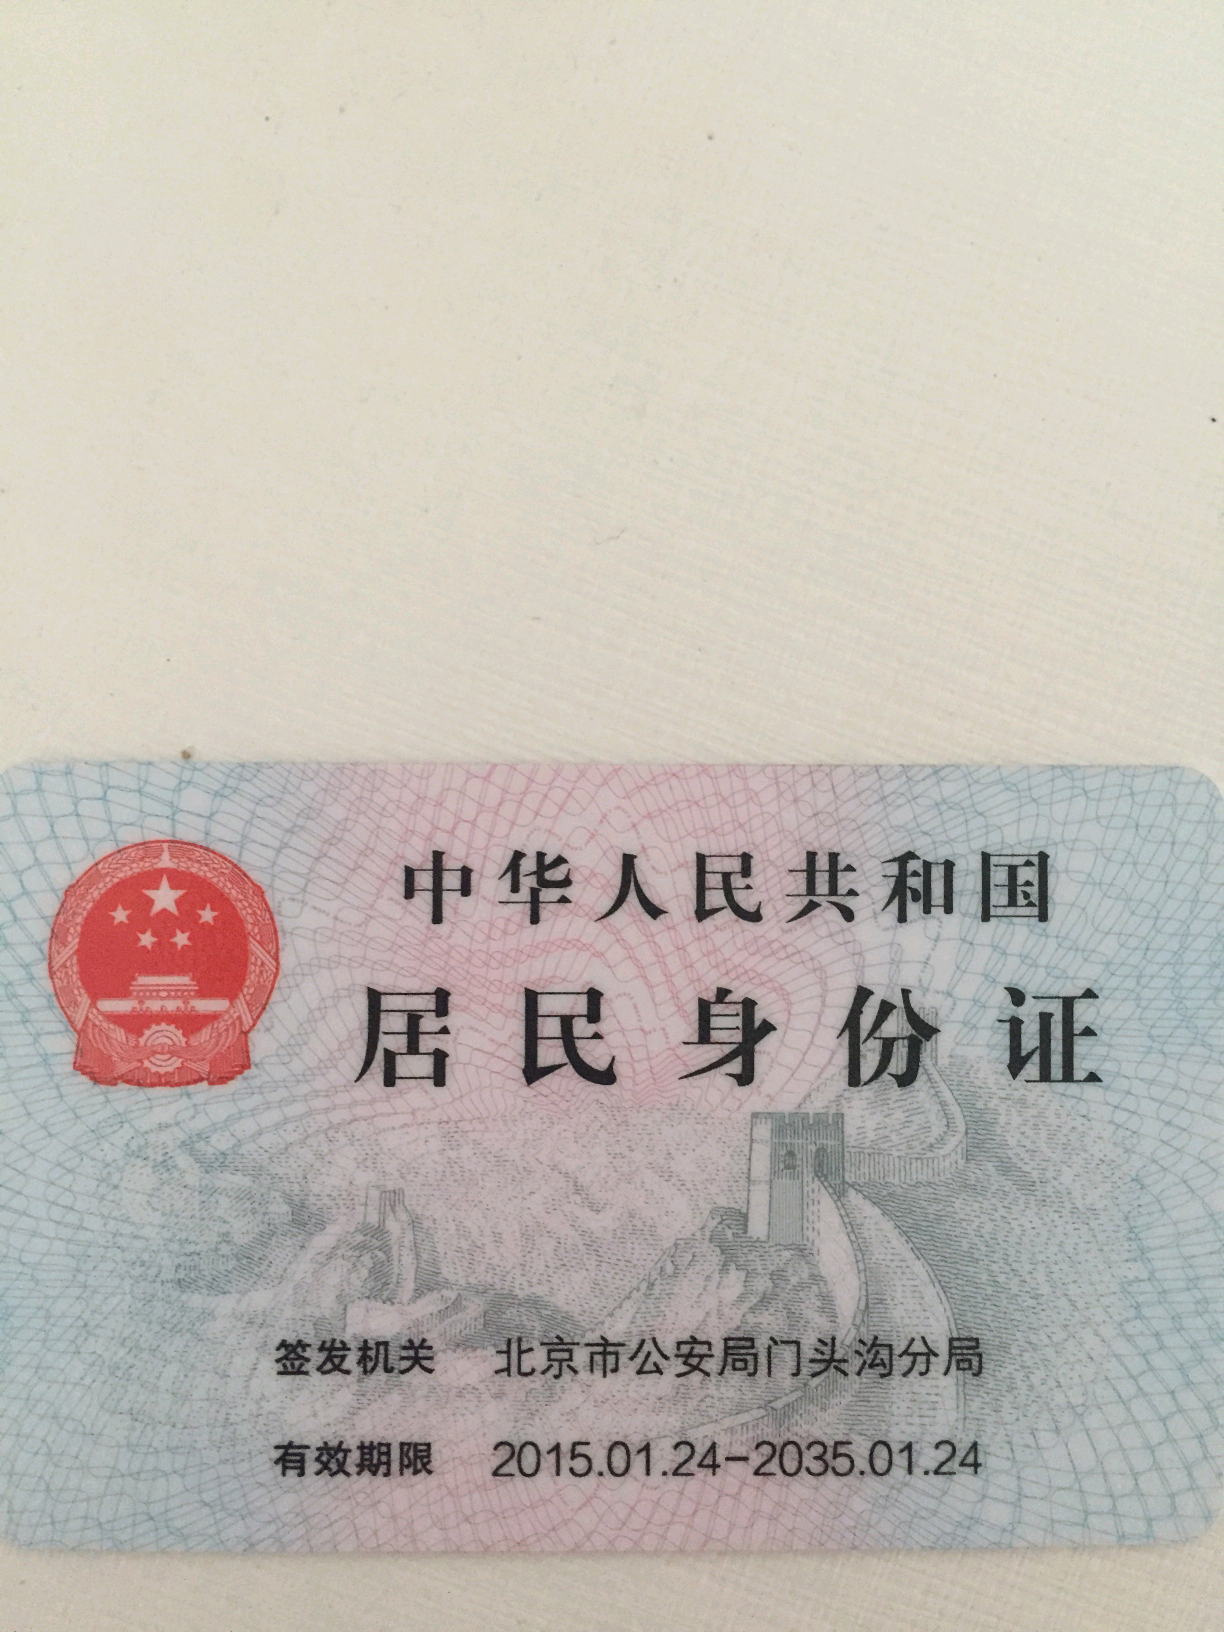 中华人民共和国
居民身份证
签发机关 北京市公安局门头沟分局
有效期限 2015.01.24-2035.01.24